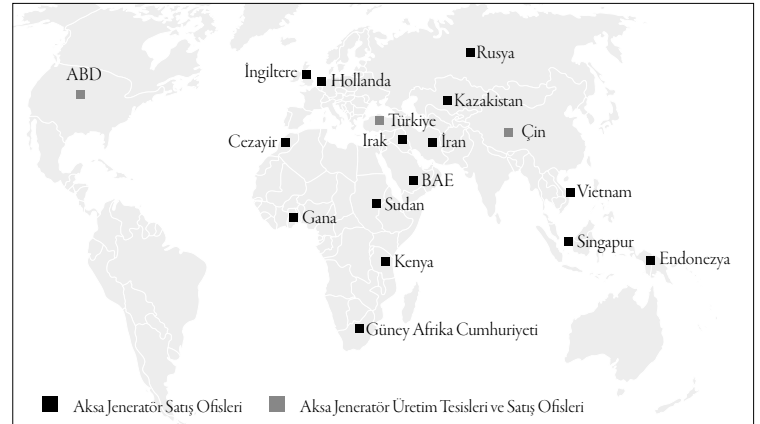 Rusya
ABD
İngiltere
Hollanda
Kazakistan
Türkiye
Çin
Cezayir
Irak
İran
BAE
Vietnam
Sudan
Gana
Singapur
Kenya
Endonezya
Güney Afrika Cumhuriyeti
Aksa Jeneratör Satış Ofisleri
Aksa Jeneratör Üretim Tesisleri ve Satış Ofisleri